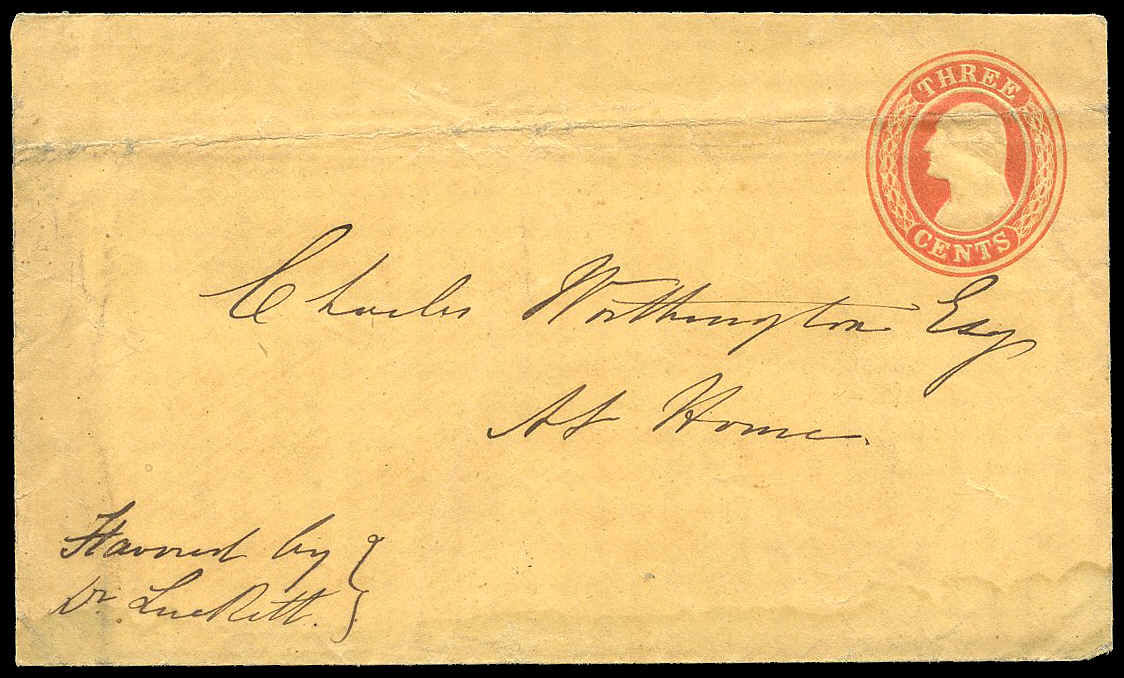 THREE
CENTS
Charles Worthington Esq
At Home.
Favored by
Dr Luckett.